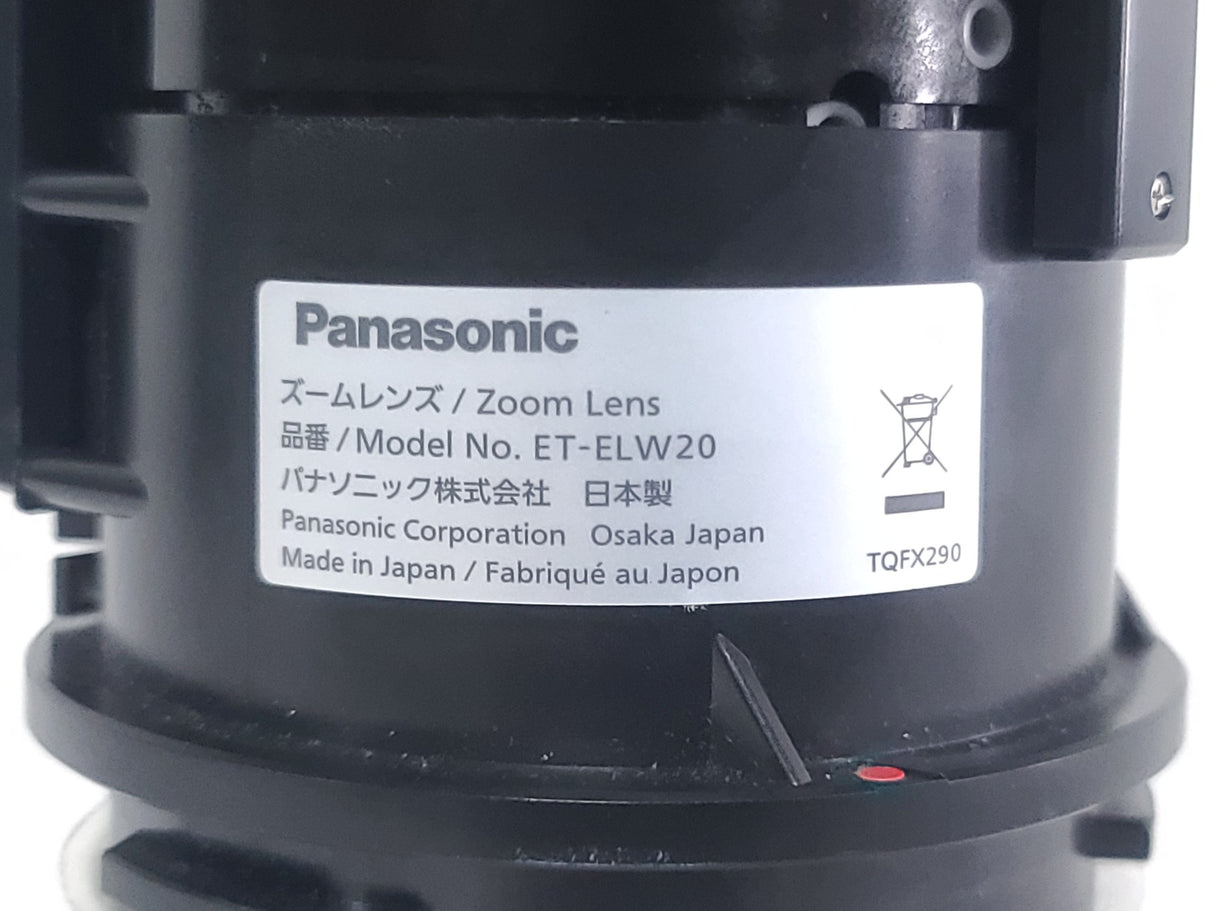 Panasonic
ズームレンズ / Zoom Lens
品番 / Model No. ET-ELW20
パナソニック株式会社 日本製
Panasonic Corporation Osaka Japan
Made in Japan / Fabriqué au Japon
TQFX290